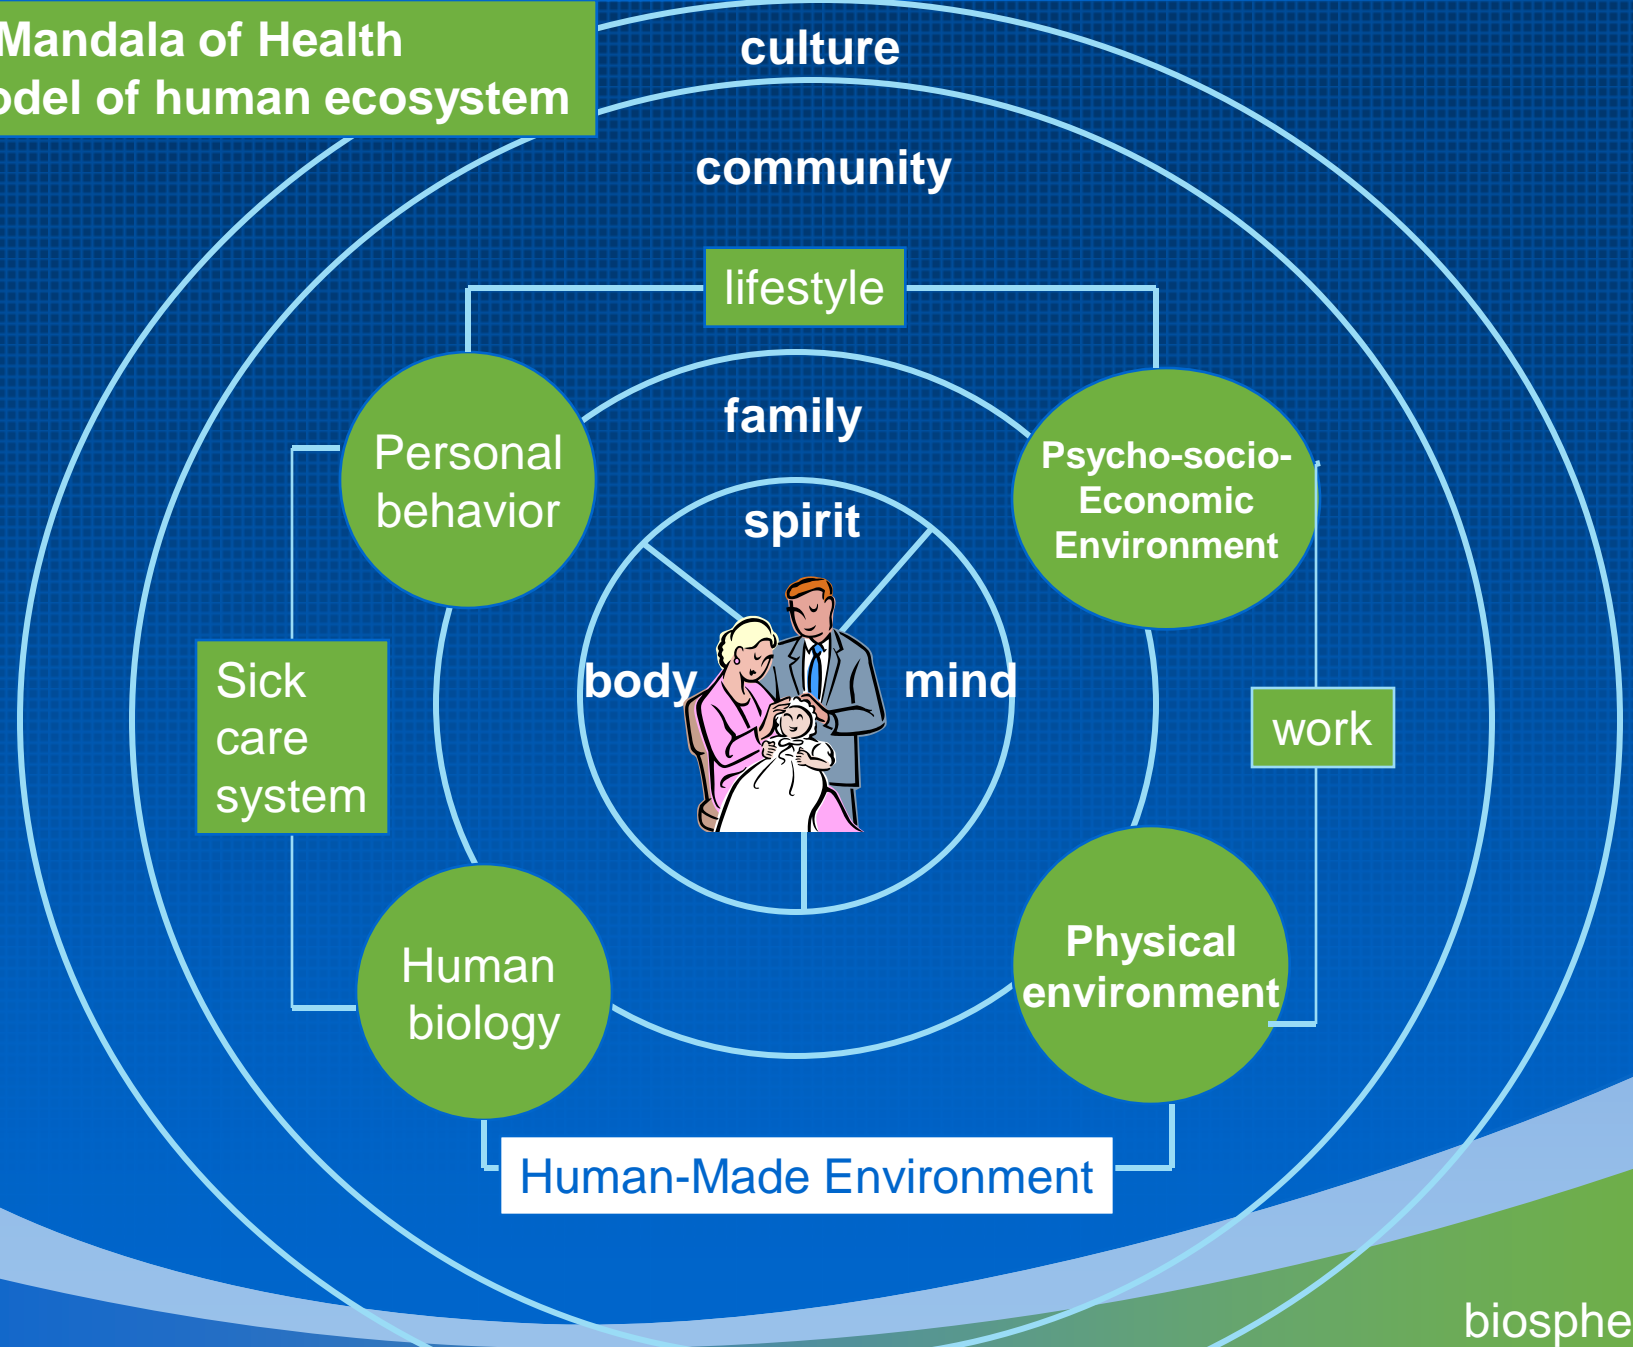 Mandala of Health
odel of human ecosystem
culture
community
lifestyle
family
Personal
behavior
Psycho-socio-
Economic
Environment
spirit
body
mind
Sick
care
system
work
Human
biology
Physical
environment
Human-Made Environment
biosphe